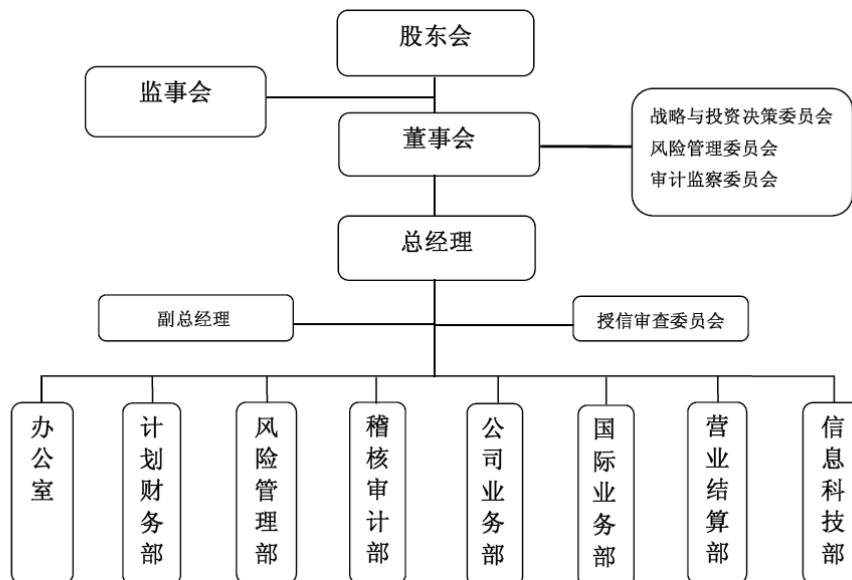 股东会
监事会
董事会
战略与投资决策委员会
风险管理委员会
审计监察委员会
总经理
副总经理
授信审查委员会
办公室
计划财务部
风险管理部
稽核审计部
公司业务部
国际业务部
营业结算部
信息科技部